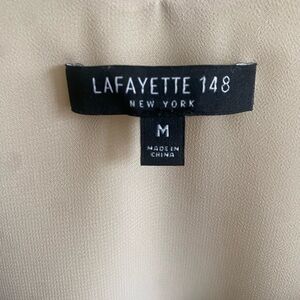 LAFAYETTE 148
NEW YORK
M
MADE IN
CHINA